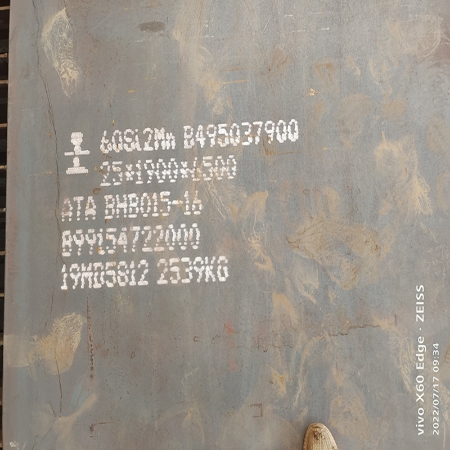 60Si2Mn B495037900
25*1900*6500
ATA BHB015-16
B99154722000
19MD5812 2539KG
vivo X60 Edge · ZEISS
2022/07/17 09:34